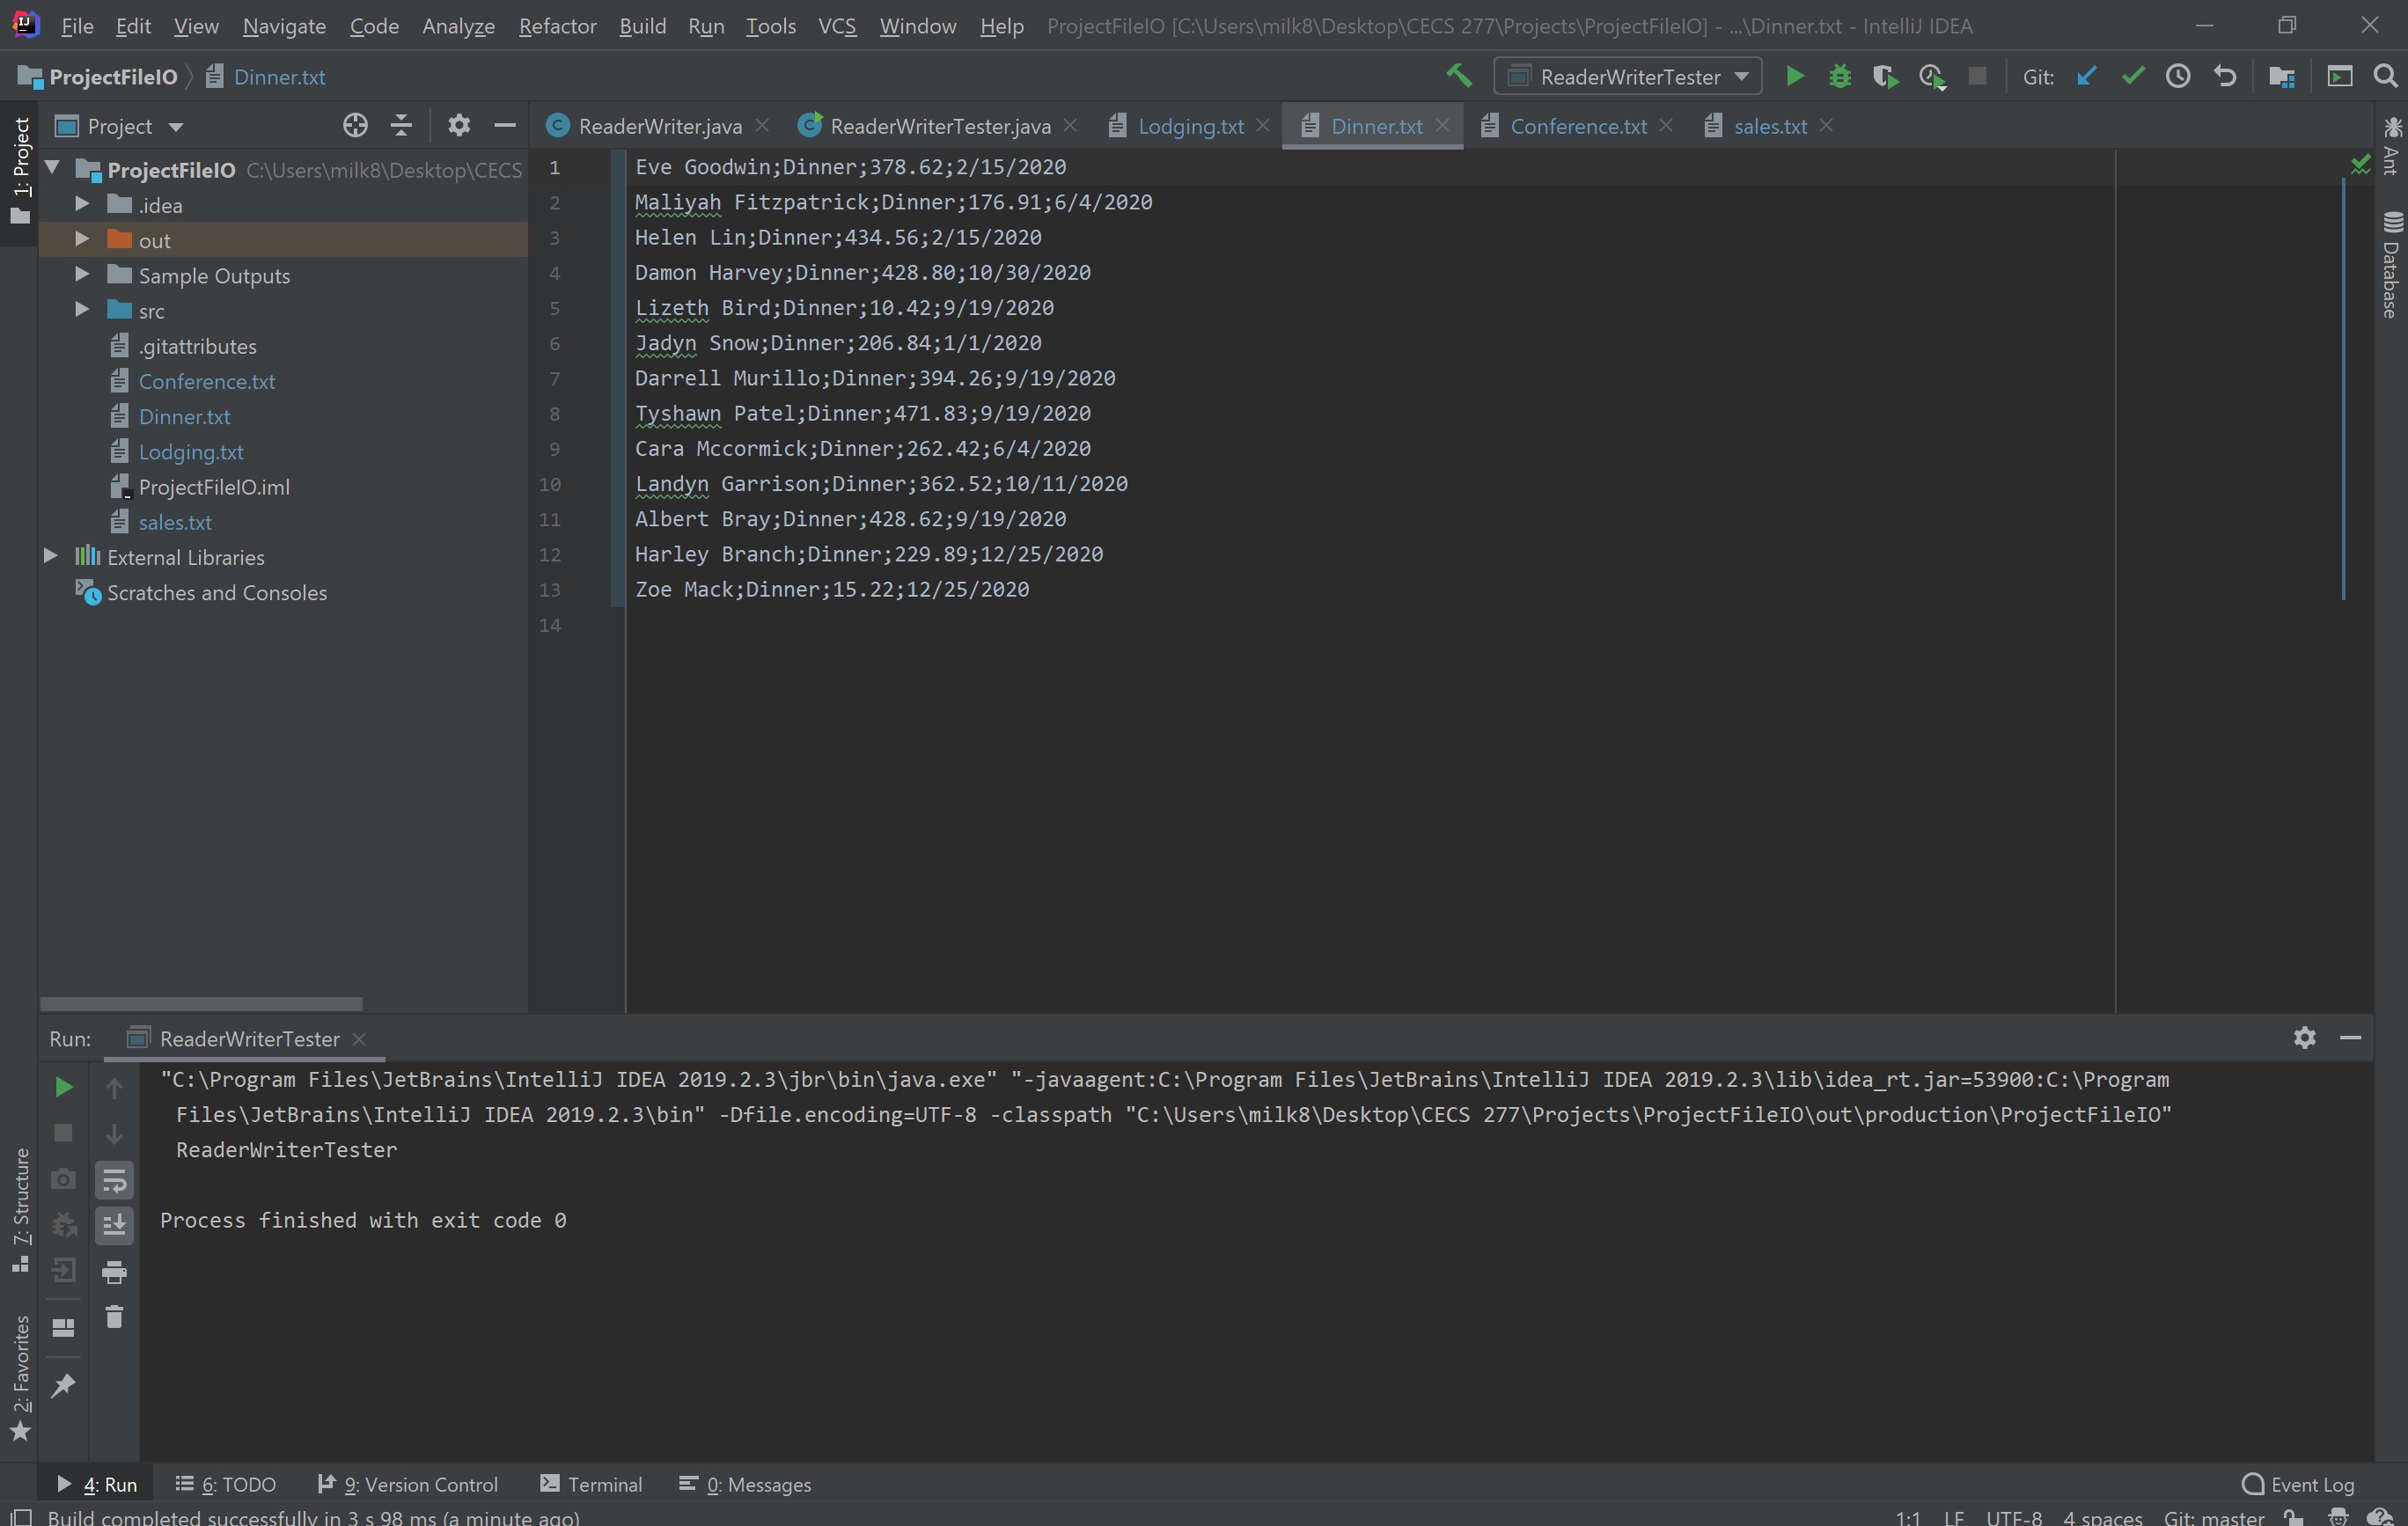 File Edit View Navigate Code Analyze Refactor Build Run Tools VCS Window Help ProjectFileIO [C:\Users\milk8\Desktop\CECS 277\Projects\ProjectFileIO] - ...\Dinner.txt - IntelliJ IDEA
ProjectFileIO Dinner.txt ReaderWriterTester Git:
1: Project
Project
ReaderWriter.java ReaderWriterTester.java Lodging.txt Dinner.txt Conference.txt sales.txt
Ant
Database
ProjectFileIO C:\Users\milk8\Desktop\CECS
.idea
out
Sample Outputs
src
.gitattributes
Conference.txt
Dinner.txt
Lodging.txt
ProjectFileIO.iml
sales.txt
External Libraries
Scratches and Consoles
1 Eve Goodwin;Dinner;378.62;2/15/2020
2 Maliyah Fitzpatrick;Dinner;176.91;6/4/2020
3 Helen Lin;Dinner;434.56;2/15/2020
4 Damon Harvey;Dinner;428.80;10/30/2020
5 Lizeth Bird;Dinner;10.42;9/19/2020
6 Jadyn Snow;Dinner;206.84;1/1/2020
7 Darrell Murillo;Dinner;394.26;9/19/2020
8 Tyshawn Patel;Dinner;471.83;9/19/2020
9 Cara Mccormick;Dinner;262.42;6/4/2020
10 Landyn Garrison;Dinner;362.52;10/11/2020
11 Albert Bray;Dinner;428.62;9/19/2020
12 Harley Branch;Dinner;229.89;12/25/2020
13 Zoe Mack;Dinner;15.22;12/25/2020
14
Run: ReaderWriterTester
"C:\Program Files\JetBrains\IntelliJ IDEA 2019.2.3\jbr\bin\java.exe" "-javaagent:C:\Program Files\JetBrains\IntelliJ IDEA 2019.2.3\lib\idea_rt.jar=53900:C:\Program
Files\JetBrains\IntelliJ IDEA 2019.2.3\bin" -Dfile.encoding=UTF-8 -classpath "C:\Users\milk8\Desktop\CECS 277\Projects\ProjectFileIO\out\production\ProjectFileIO"
ReaderWriterTester
Process finished with exit code 0
7: Structure
2: Favorites
4: Run 6: TODO 9: Version Control Terminal 0: Messages Event Log
Build completed successfully in 3 s 98 ms (a minute ago) 1:1 LF UTF-8 4 spaces Git: master